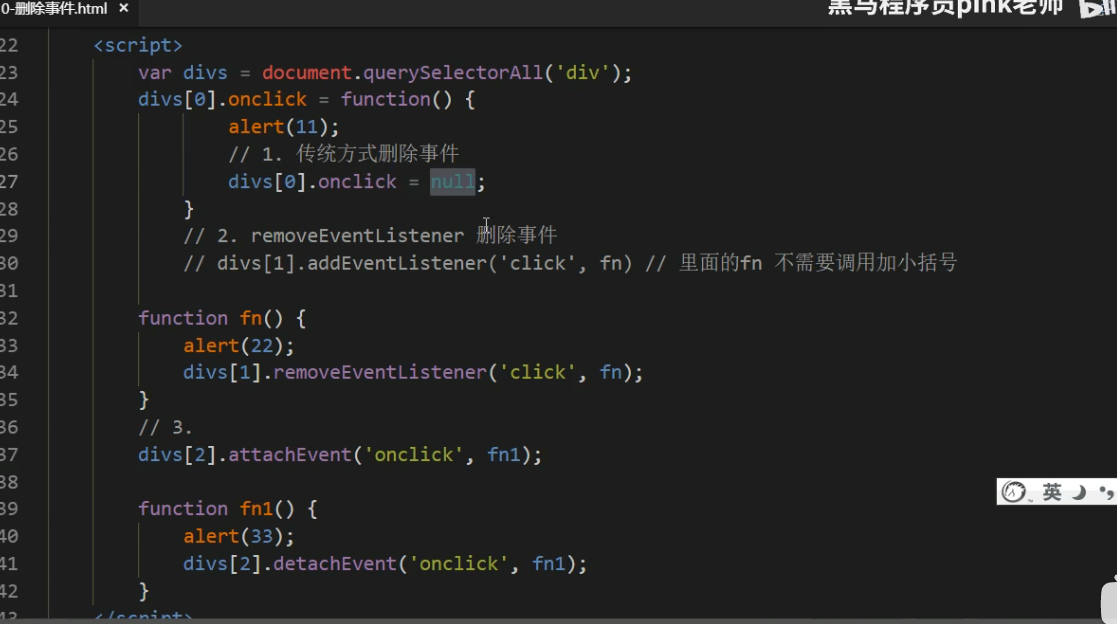 0-删除事件.html ×
黑马程序员pink老师
22 <script>
23 var divs = document.querySelectorAll('div');
24 divs[0].onclick = function() {
25 alert(11);
26 // 1. 传统方式删除事件
27 divs[0].onclick = null;
28 }
29 // 2. removeEventListener 删除事件
30 // divs[1].addEventListener('click', fn) // 里面的fn 不需要调用加小括号
31
32 function fn() {
33 alert(22);
34 divs[1].removeEventListener('click', fn);
35 }
36 // 3.
37 divs[2].attachEvent('onclick', fn1);
38
英
39 function fn1() {
40 alert(33);
41 divs[2].detachEvent('onclick', fn1);
42 }
43 </script>